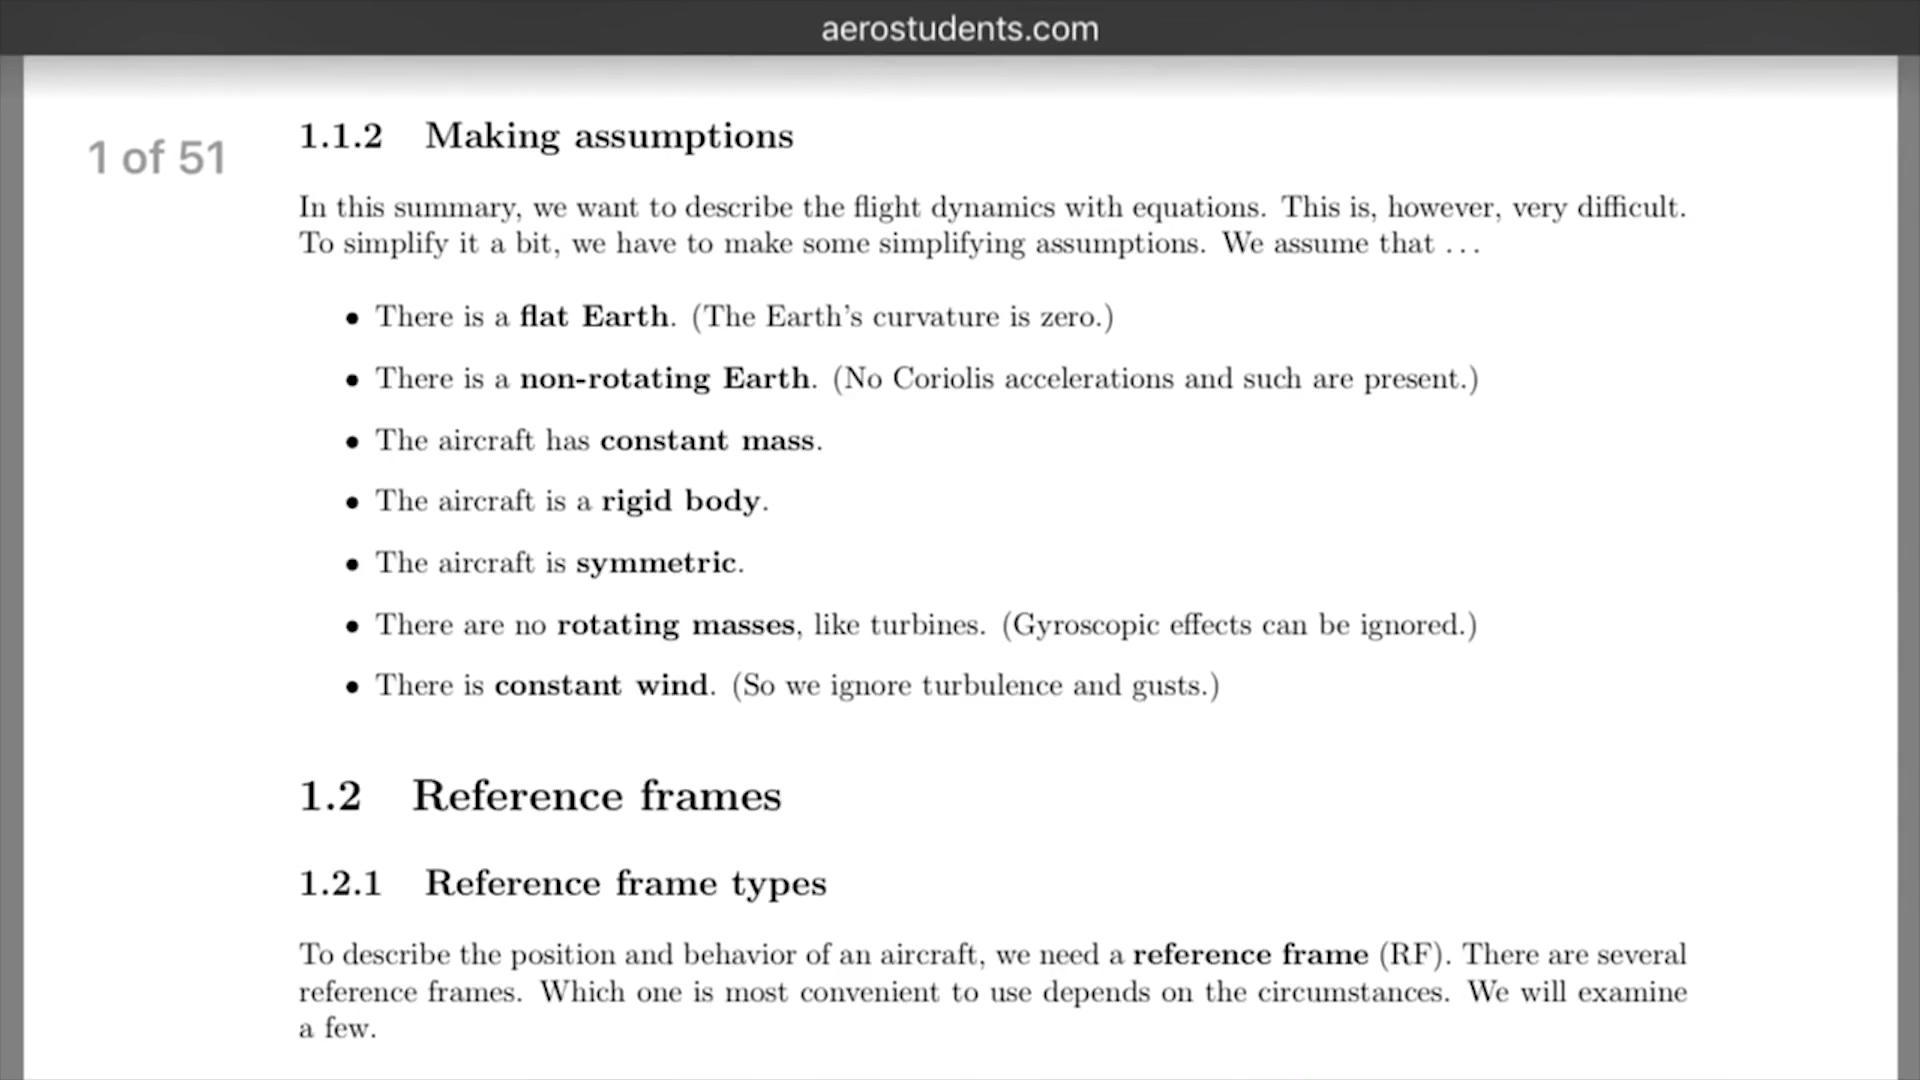 aerostudents.com
1 of 51
1.1.2 Making assumptions
In this summary, we want to describe the flight dynamics with equations. This is, however, very difficult.
To simplify it a bit, we have to make some simplifying assumptions. We assume that . . .
• There is a flat Earth. (The Earth's curvature is zero.)
• There is a non-rotating Earth. (No Coriolis accelerations and such are present.)
• The aircraft has constant mass.
• The aircraft is a rigid body.
• The aircraft is symmetric.
• There are no rotating masses, like turbines. (Gyroscopic effects can be ignored.)
• There is constant wind. (So we ignore turbulence and gusts.)
1.2 Reference frames
1.2.1 Reference frame types
To describe the position and behavior of an aircraft, we need a reference frame (RF). There are several
reference frames. Which one is most convenient to use depends on the circumstances. We will examine
a few.